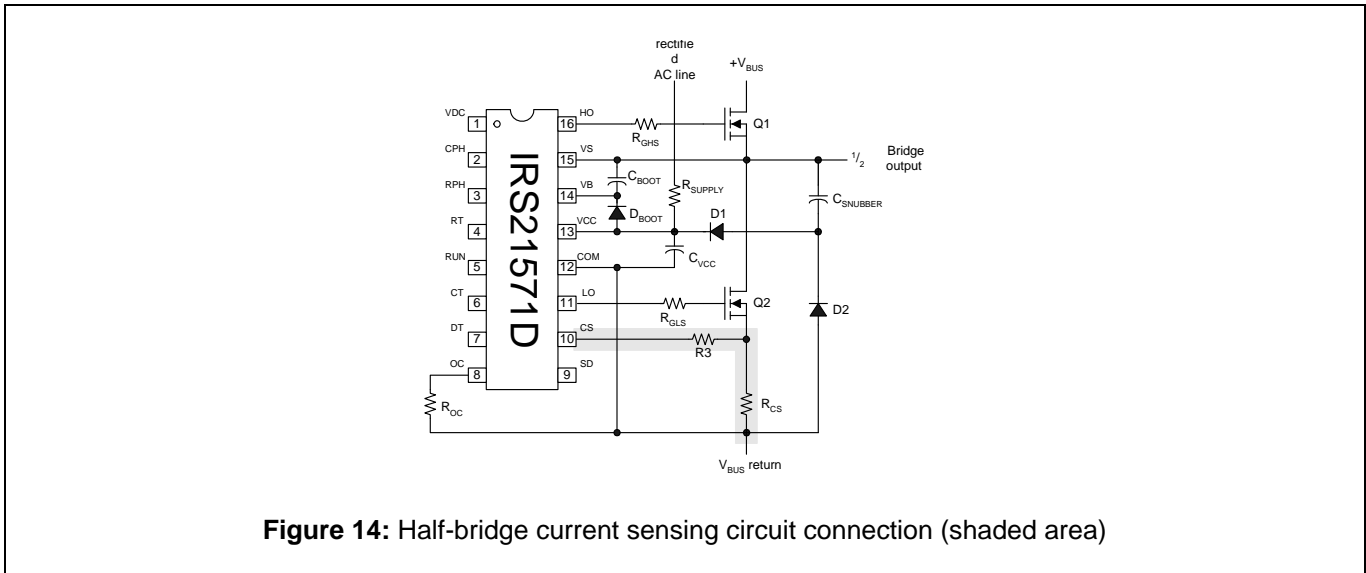 rectifie
d
AC line
+VBUS
VDC 1
CPH 2
RPH 3
RT 4
RUN 5
CT 6
DT 7
OC 8
IRS21571D
16 HO
15 VS
14 VB
13 VCC
12 COM
11 LO
10 CS
9 SD
RGHS
Q1
1/2 Bridge
output
CBOOT
RSUPPLY
CSNUBBER
DBOOT
D1
CVCC
RGLS
Q2
D2
R3
ROC
RCS
VBUS return
Figure 14: Half-bridge current sensing circuit connection (shaded area)